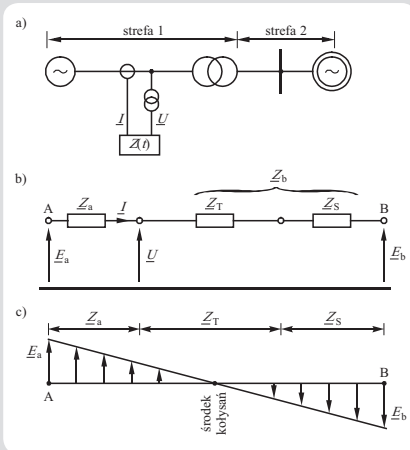 a)
strefa 1 strefa 2
~ ~
I U
Z(t)
b)
Z_b
A Z_a I Z_T Z_S B
E_a U E_b
c)
Z_a Z_T Z_S
E_a
A B
środek
kołysań
E_b